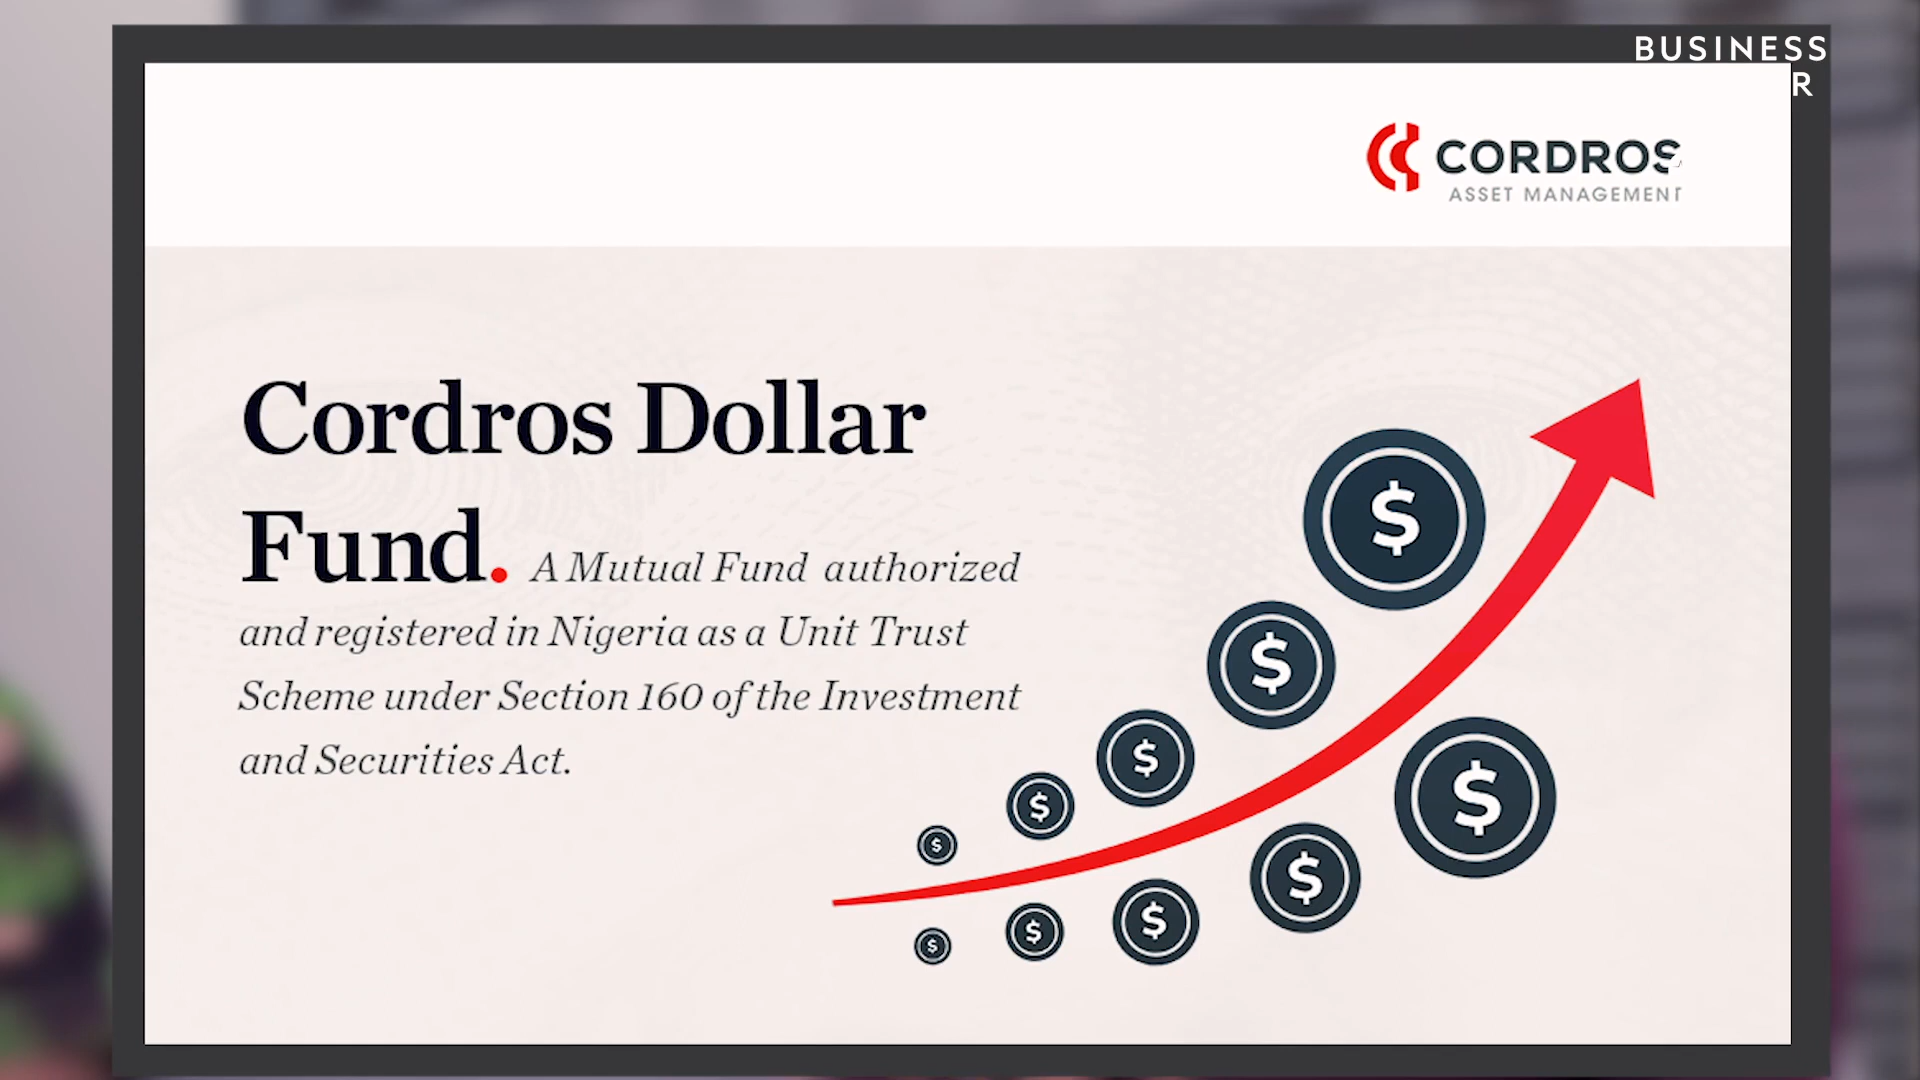 BUSINESS
R
CORDROS
ASSET MANAGEMENT
Cordros Dollar
Fund. A Mutual Fund authorized
and registered in Nigeria as a Unit Trust
Scheme under Section 160 of the Investment
and Securities Act.
$
$
$
$
$
$
$
$
$
$